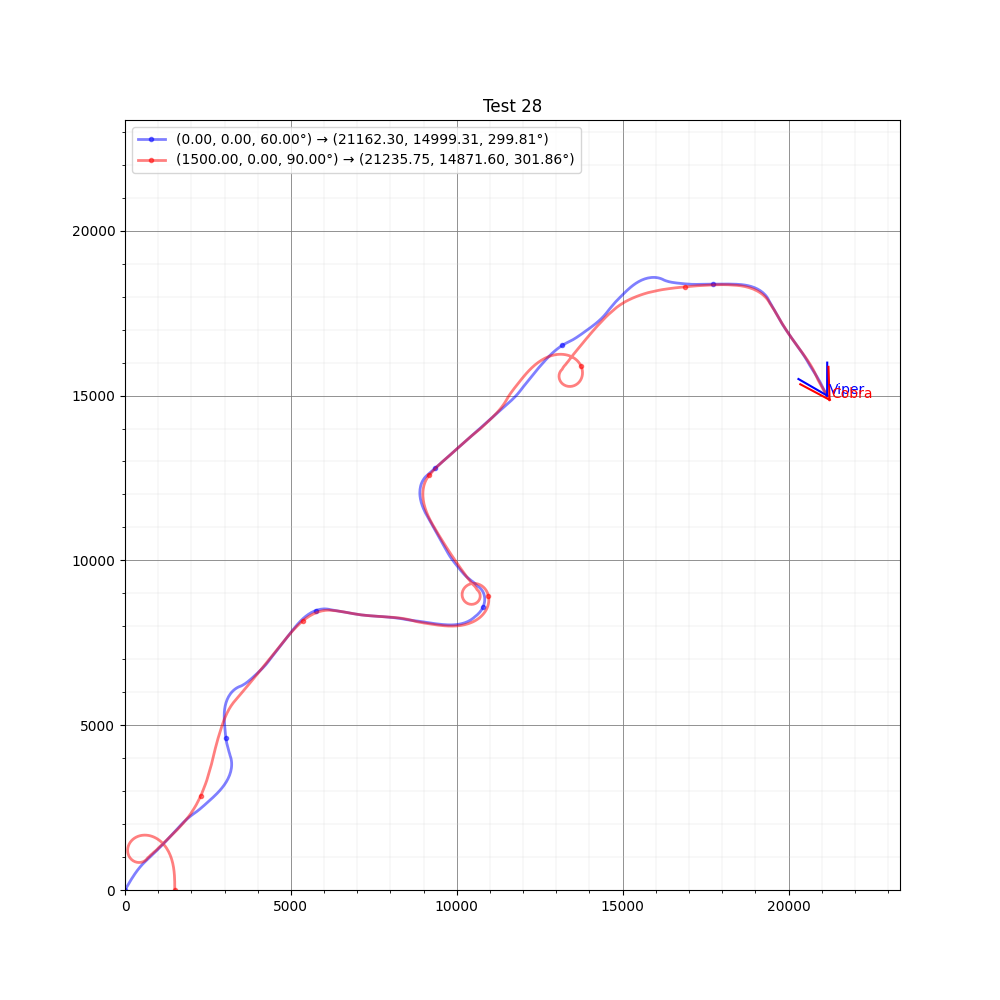 Test 28
(0.00, 0.00, 60.00°) → (21162.30, 14999.31, 299.81°)
(1500.00, 0.00, 90.00°) → (21235.75, 14871.60, 301.86°)
20000
15000
10000
5000
0
Viper
Cobra
0 5000 10000 15000 20000